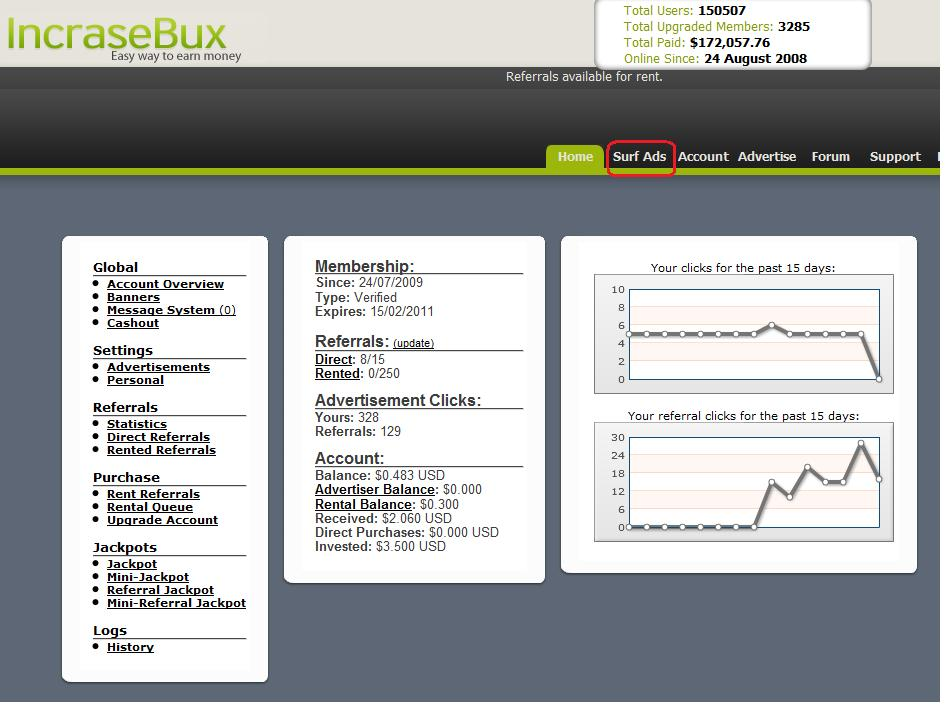 IncraseBux
Easy way to earn money
Total Users: 150507
Total Upgraded Members: 3285
Total Paid: $172,057.76
Online Since: 24 August 2008
Referrals available for rent.
Home Surf Ads Account Advertise Forum Support
Global
Account Overview
Banners
Message System (0)
Cashout
Settings
Advertisements
Personal
Referrals
Statistics
Direct Referrals
Rented Referrals
Purchase
Rent Referrals
Rental Queue
Upgrade Account
Jackpots
Jackpot
Mini-Jackpot
Referral Jackpot
Mini-Referral Jackpot
Logs
History
Membership:
Since: 24/07/2009
Type: Verified
Expires: 15/02/2011
Referrals: (update)
Direct: 8/15
Rented: 0/250
Advertisement Clicks:
Yours: 328
Referrals: 129
Account:
Balance: $0.483 USD
Advertiser Balance: $0.000
Rental Balance: $0.300
Received: $2.060 USD
Direct Purchases: $0.000 USD
Invested: $3.500 USD
Your clicks for the past 15 days:
10
8
6
4
2
0
Your referral clicks for the past 15 days:
30
24
18
12
6
0